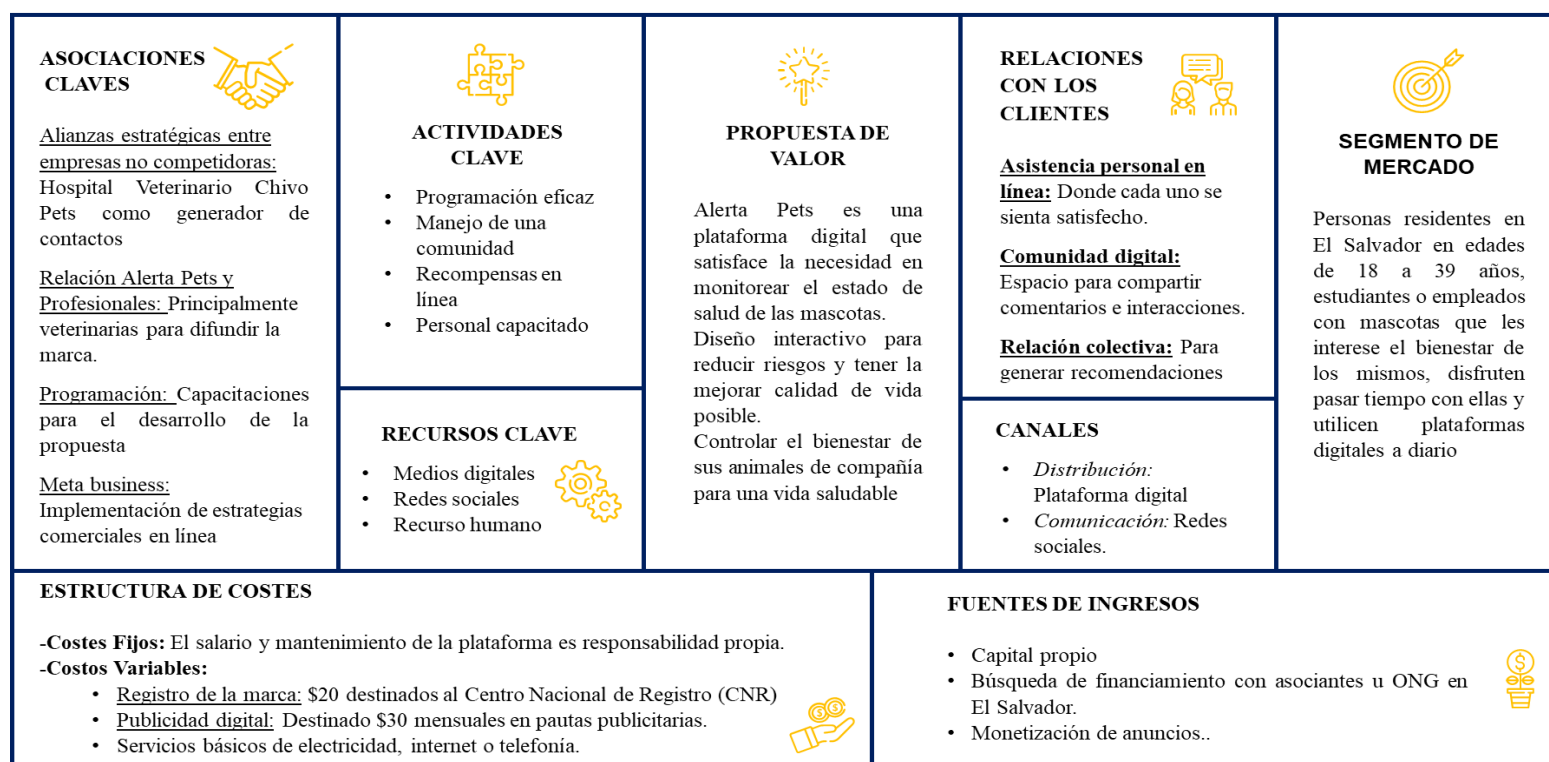 ASOCIACIONES
CLAVES
Alianzas estratégicas entre
empresas no competidoras:
Hospital Veterinario Chivo
Pets como generador de
contactos
Relación Alerta Pets y
Profesionales: Principalmente
veterinarias para difundir la
marca.
Programación: Capacitaciones
para el desarrollo de la
propuesta
Meta business:
Implementación de estrategias
comerciales en línea
ACTIVIDADES
CLAVE
• Programación eficaz
• Manejo de una
comunidad
• Recompensas en
línea
• Personal capacitado
RECURSOS CLAVE
• Medios digitales
• Redes sociales
• Recurso humano
PROPUESTA DE
VALOR
Alerta Pets es una
plataforma digital que
satisface la necesidad en
monitorear el estado de
salud de las mascotas.
Diseño interactivo para
reducir riesgos y tener la
mejorar calidad de vida
posible.
Controlar el bienestar de
sus animales de compañía
para una vida saludable
RELACIONES
CON LOS
CLIENTES
Asistencia personal en
línea: Donde cada uno se
sienta satisfecho.
Comunidad digital:
Espacio para compartir
comentarios e interacciones.
Relación colectiva: Para
generar recomendaciones
CANALES
• Distribución:
Plataforma digital
• Comunicación: Redes
sociales.
SEGMENTO DE
MERCADO
Personas residentes en
El Salvador en edades
de 18 a 39 años,
estudiantes o empleados
con mascotas que les
interese el bienestar de
los mismos, disfruten
pasar tiempo con ellas y
utilicen plataformas
digitales a diario
ESTRUCTURA DE COSTES
-Costes Fijos: El salario y mantenimiento de la plataforma es responsabilidad propia.
-Costos Variables:
• Registro de la marca: $20 destinados al Centro Nacional de Registro (CNR)
• Publicidad digital: Destinado $30 mensuales en pautas publicitarias.
• Servicios básicos de electricidad, internet o telefonía.
FUENTES DE INGRESOS
• Capital propio
• Búsqueda de financiamiento con asociantes u ONG en
El Salvador.
• Monetización de anuncios..